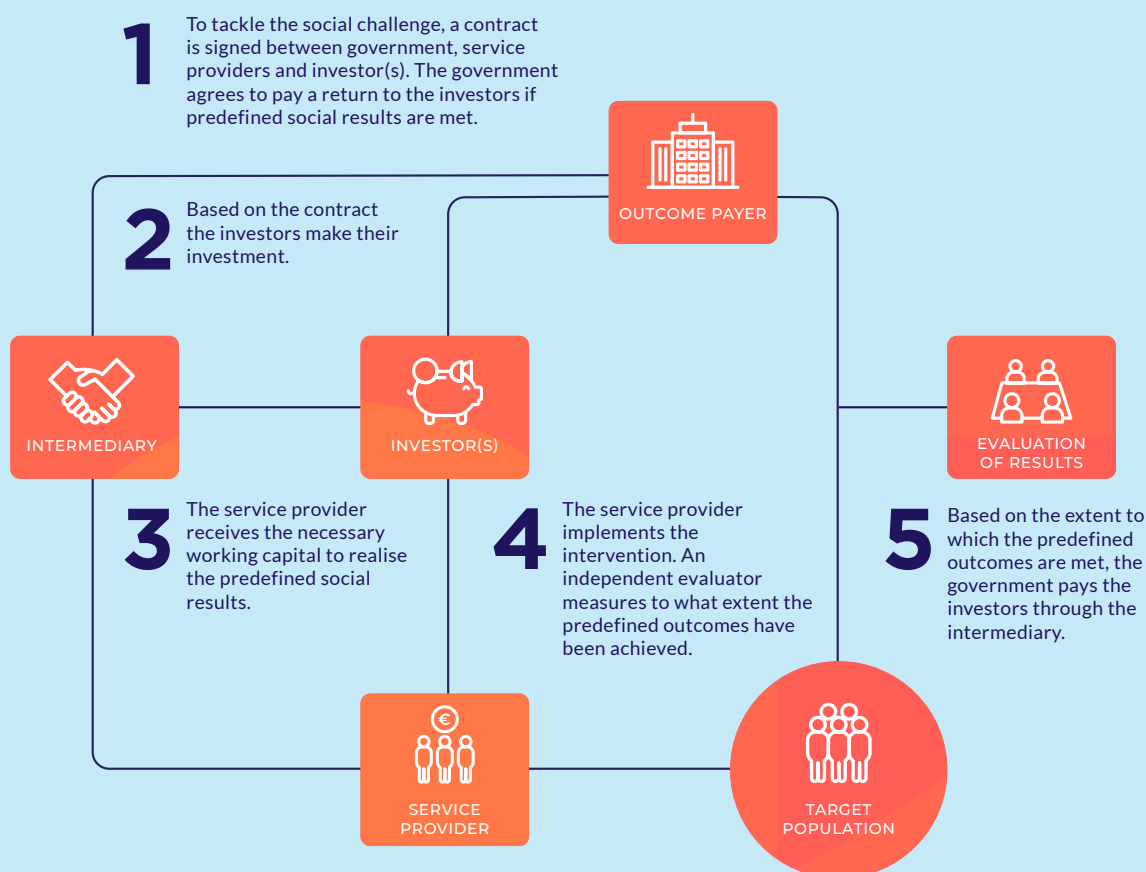 1
To tackle the social challenge, a contract
is signed between government, service
providers and investor(s). The government
agrees to pay a return to the investors if
predefined social results are met.
OUTCOME PAYER
2
Based on the contract
the investors make their
investment.
INTERMEDIARY
INVESTOR(S)
EVALUATION
OF RESULTS
3
The service provider
receives the necessary
working capital to realise
the predefined social
results.
4
The service provider
implements the
intervention. An
independent evaluator
measures to what extent the
predefined outcomes have
been achieved.
5
Based on the extent to
which the predefined
outcomes are met, the
government pays the
investors through the
intermediary.
€
SERVICE
PROVIDER
TARGET
POPULATION